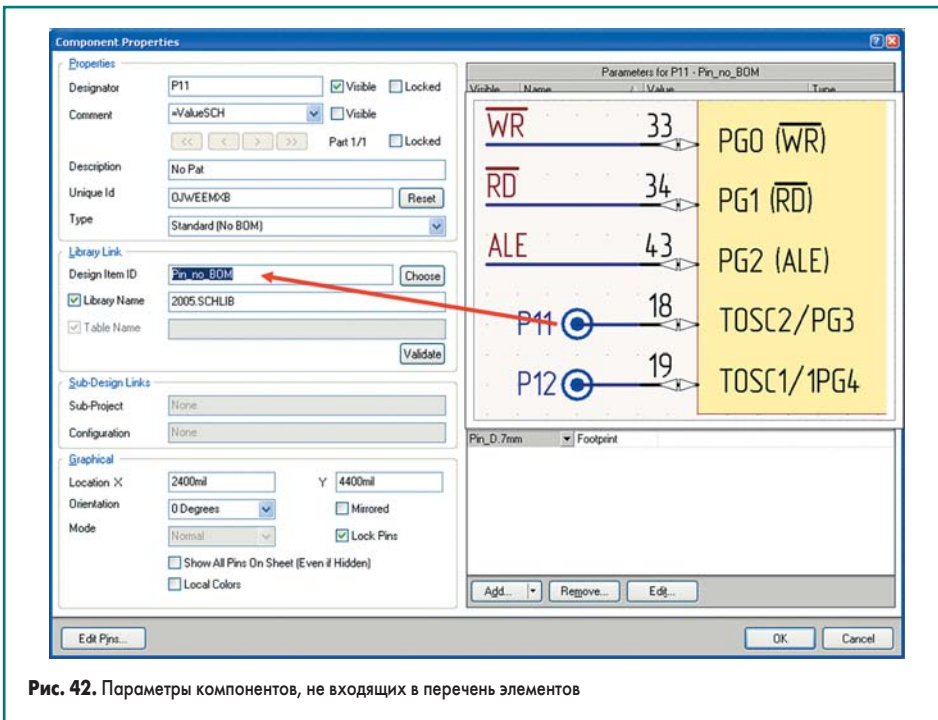 Component Properties
Properties
Designator P11 Visible Locked
Comment =ValueSCH Visible
<< < > >> Part 1/1 Locked
Description No Pat
Unique Id OJWEEMXB Reset
Type Standard (No BOM)
Library Link
Design Item ID Pin_no_BOM Choose
Library Name 2005.SCHLIB
Table Name
Validate
Sub-Design Links
Sub-Project None
Configuration None
Graphical
Location X 2400mil Y 4400mil
Orientation 0 Degrees Mirrored
Mode Normal Lock Pins
Show All Pins On Sheet (Even if Hidden)
Local Colors
Edit Pins...
Parameters for P11 - Pin_no_BOM
Visible Name / Value Type
WR 33 PG0 (WR)
RD 34 PG1 (RD)
ALE 43 PG2 (ALE)
P11 18 TOSC2/PG3
P12 19 TOSC1/1PG4
Pin_D.7mm Footprint
Add... Remove... Edit...
OK Cancel
Рис. 42. Параметры компонентов, не входящих в перечень элементов